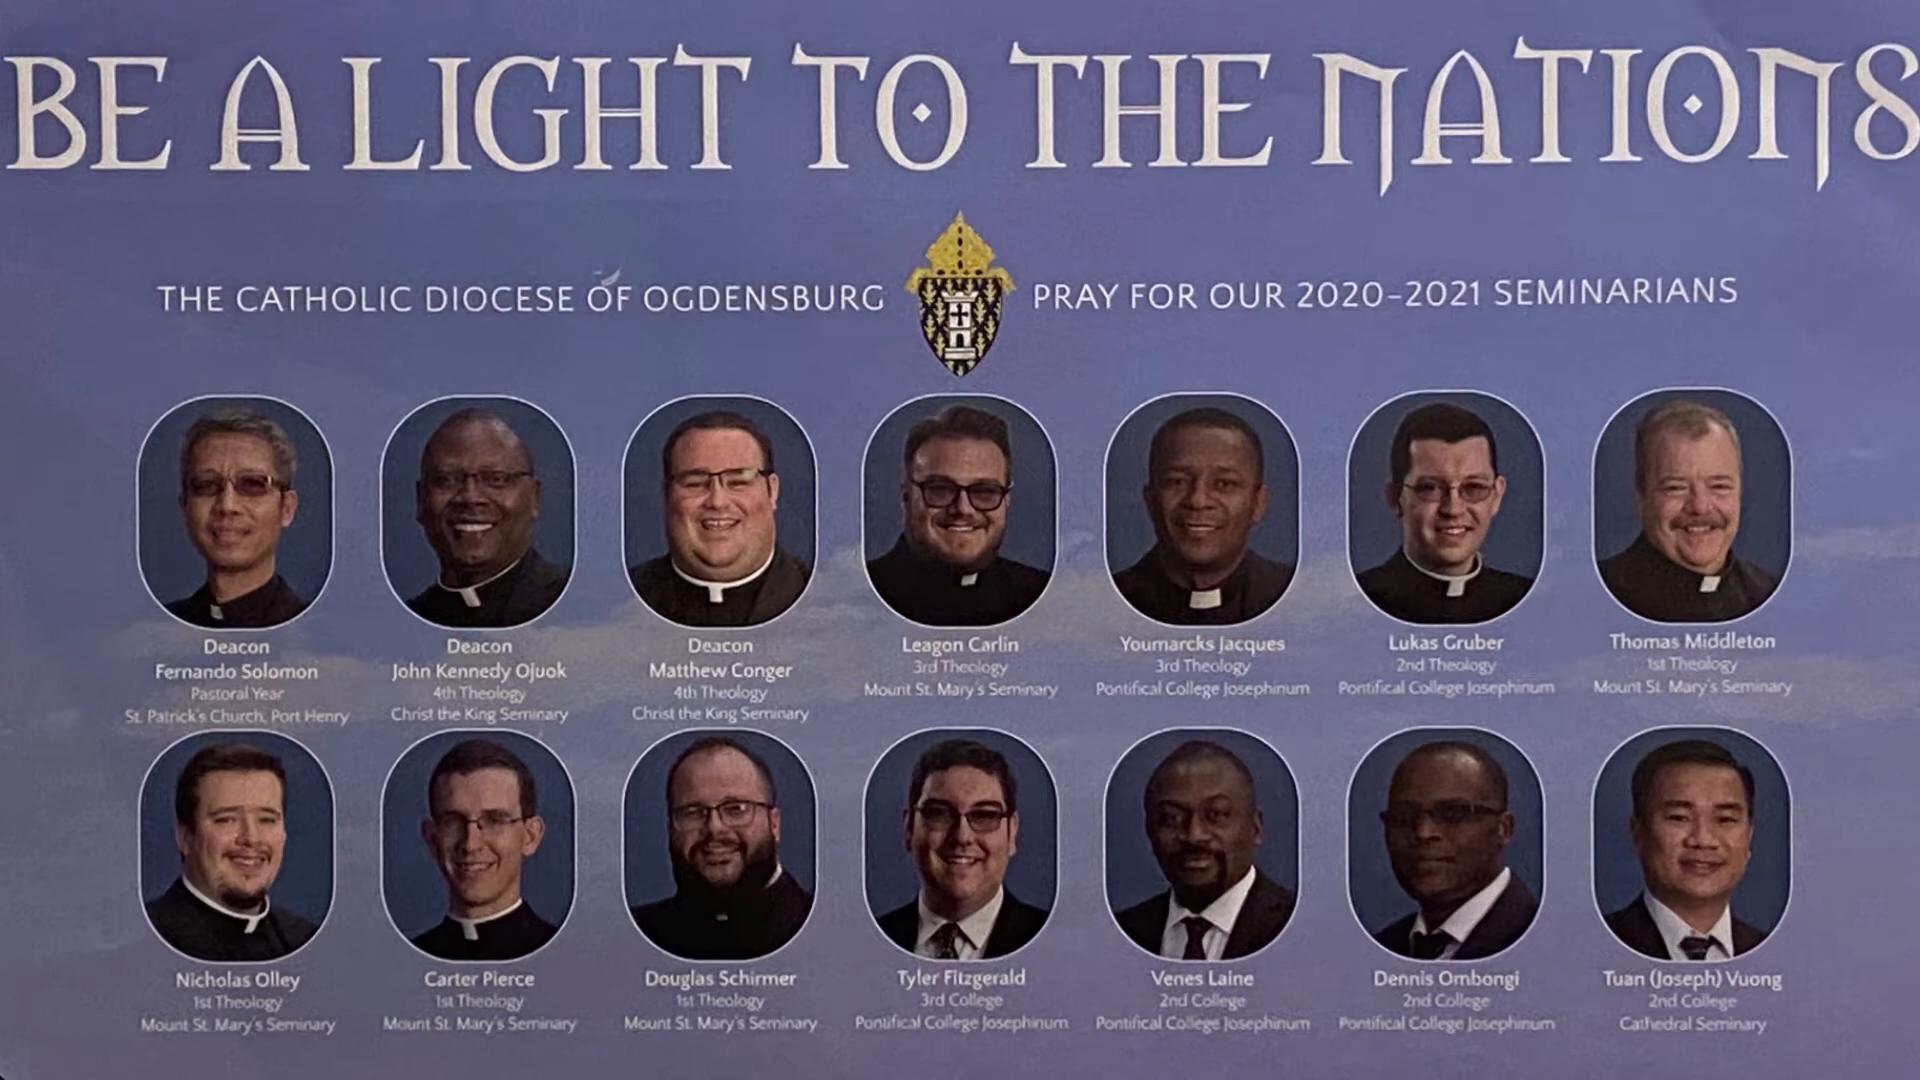 BE A LIGHT TO THE NATIONS
THE CATHOLIC DIOCESE OF OGDENSBURG PRAY FOR OUR 2020-2021 SEMINARIANS
Deacon
Fernando Solomon
Pastoral Year
St. Patrick's Church, Port Henry
Deacon
John Kennedy Ojuok
4th Theology
Christ the King Seminary
Deacon
Matthew Conger
4th Theology
Christ the King Seminary
Leagon Carlin
3rd Theology
Mount St. Mary's Seminary
Youmarcks Jacques
3rd Theology
Pontifical College Josephinum
Lukas Gruber
2nd Theology
Pontifical College Josephinum
Thomas Middleton
1st Theology
Mount St. Mary's Seminary
Nicholas Olley
1st Theology
Mount St. Mary's Seminary
Carter Pierce
1st Theology
Mount St. Mary's Seminary
Douglas Schirmer
1st Theology
Mount St. Mary's Seminary
Tyler Fitzgerald
3rd College
Pontifical College Josephinum
Venes Laine
2nd College
Pontifical College Josephinum
Dennis Ombongi
2nd College
Pontifical College Josephinum
Tuan (Joseph) Vuong
2nd College
Cathedral Seminary